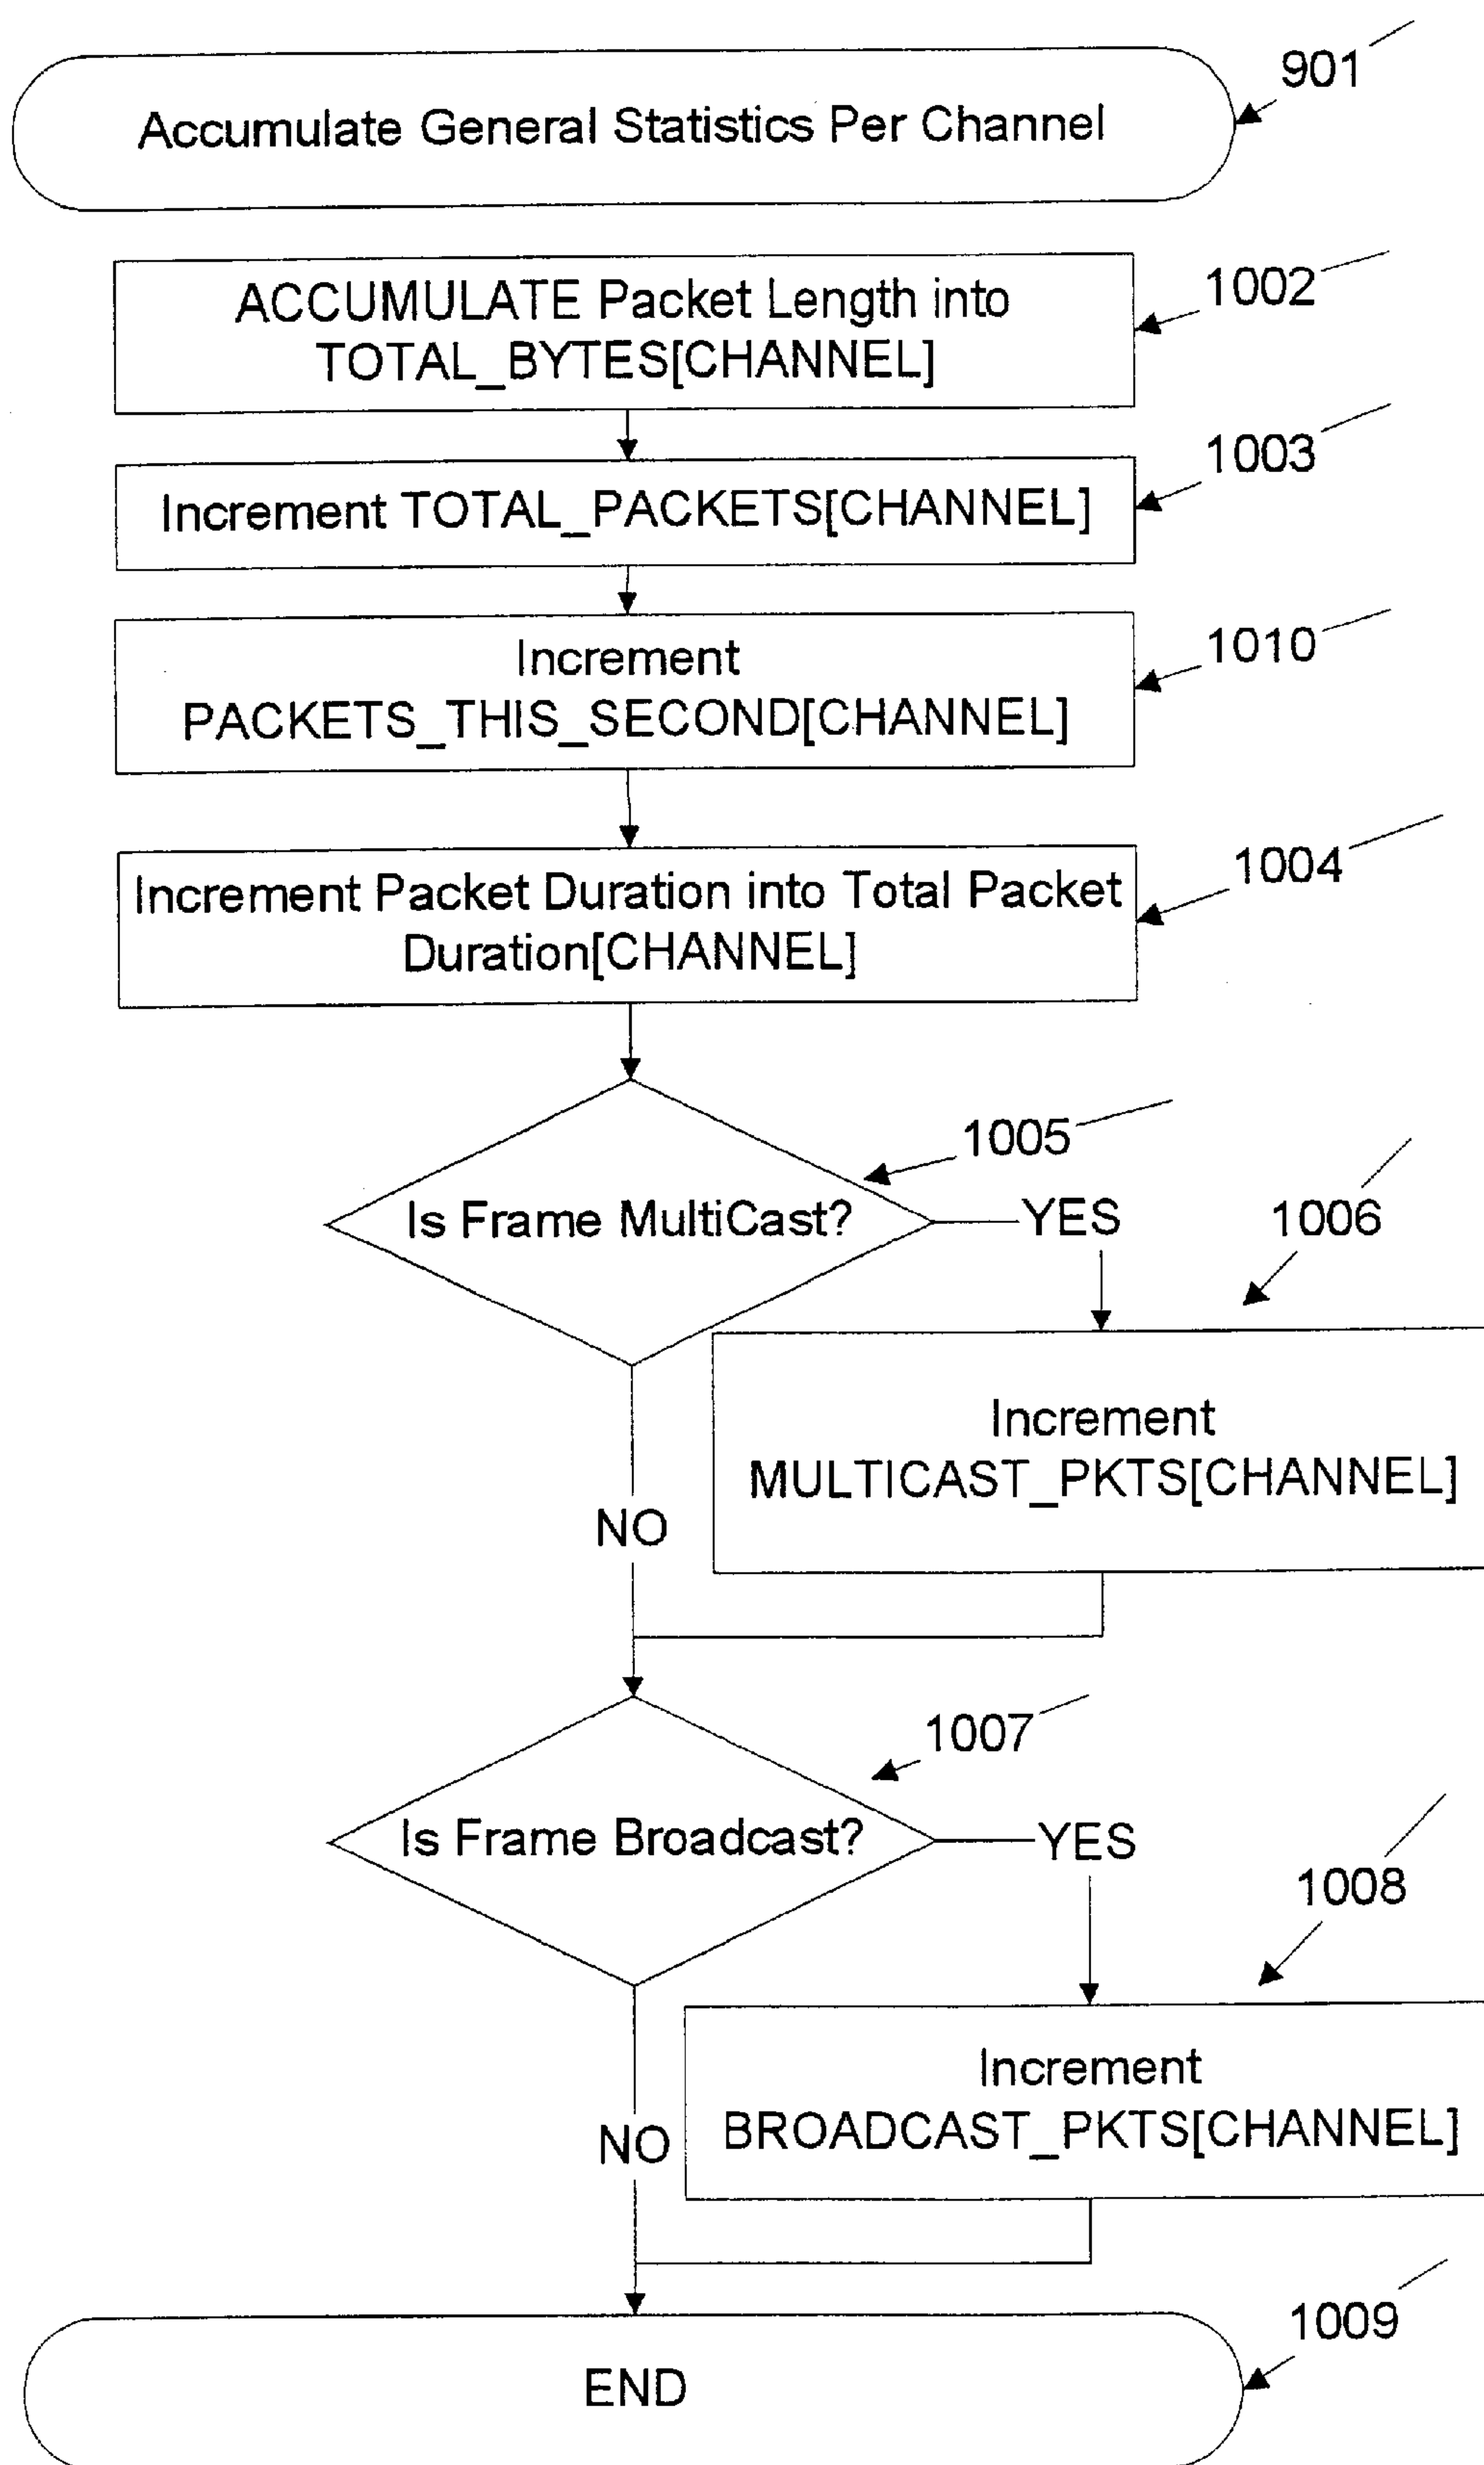 901
Accumulate General Statistics Per Channel
1002
ACCUMULATE Packet Length into
TOTAL_BYTES[CHANNEL]
1003
Increment TOTAL_PACKETS[CHANNEL]
1010
Increment
PACKETS_THIS_SECOND[CHANNEL]
1004
Increment Packet Duration into Total Packet
Duration[CHANNEL]
1005
Is Frame MultiCast?
YES
1006
Increment
MULTICAST_PKTS[CHANNEL]
NO
1007
Is Frame Broadcast?
YES
1008
Increment
BROADCAST_PKTS[CHANNEL]
NO
1009
END